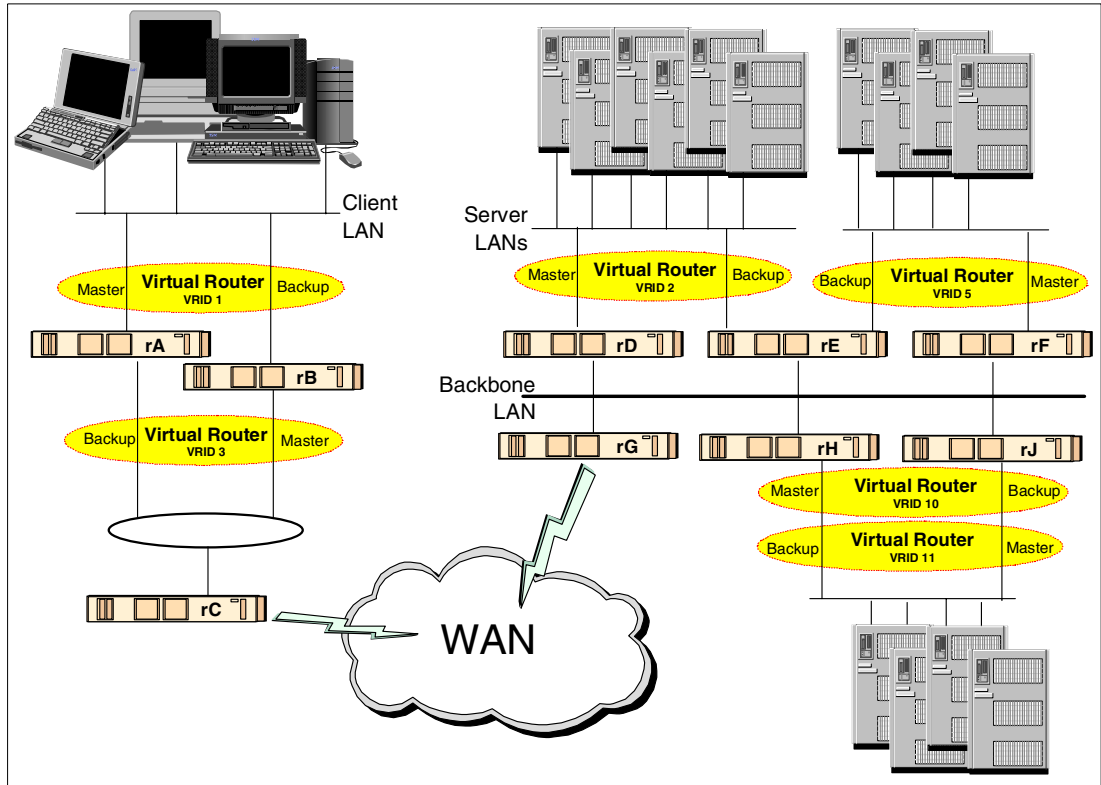 Client
LAN
Server
LANs
Master
Virtual Router
VRID 1
Backup
Master
Virtual Router
VRID 2
Backup
Backup
Virtual Router
VRID 5
Master
rA
rB
rD
rE
rF
Backbone
LAN
Backup
Virtual Router
VRID 3
Master
rG
rH
rJ
Master
Virtual Router
VRID 10
Backup
Backup
Virtual Router
VRID 11
Master
rC
WAN